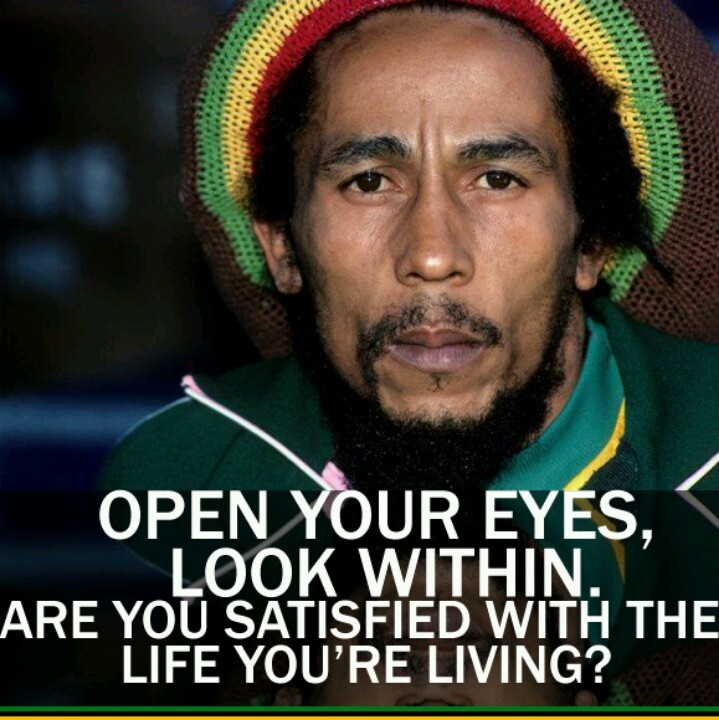 OPEN YOUR EYES,
LOOK WITHIN.
ARE YOU SATISFIED WITH THE
LIFE YOU'RE LIVING?